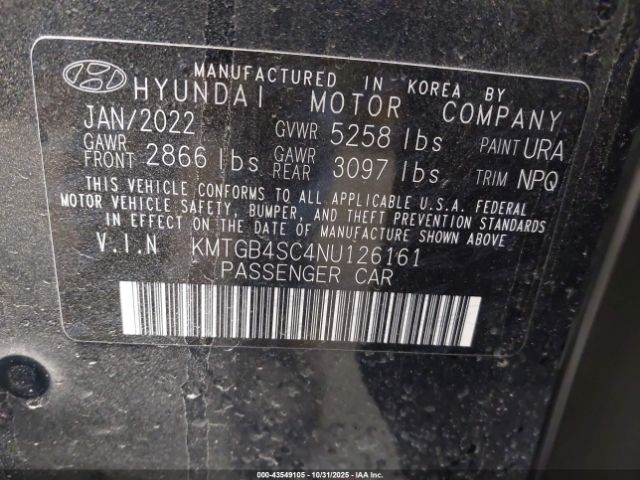 MANUFACTURED IN KOREA BY
HYUNDAI MOTOR COMPANY
JAN/2022 GVWR 5258 lbs PAINT URA
GAWR FRONT 2866 lbs GAWR REAR 3097 lbs TRIM NPQ
THIS VEHICLE CONFORMS TO ALL APPLICABLE U.S.A. FEDERAL
MOTOR VEHICLE SAFETY, BUMPER, AND THEFT PREVENTION STANDARDS
IN EFFECT ON THE DATE OF MANUFACTURE SHOWN ABOVE.
V.I.N KMTGB4SC4NU126161
PASSENGER CAR
000-43549105 - 10/31/2025 - IAA Inc.